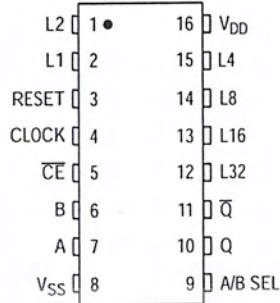 L2 1 16 VDD
L1 2 15 L4
RESET 3 14 L8
CLOCK 4 13 L16
C̅E̅ 5 12 L32
B 6 11 Q̅
A 7 10 Q
VSS 8 9 A/B SEL